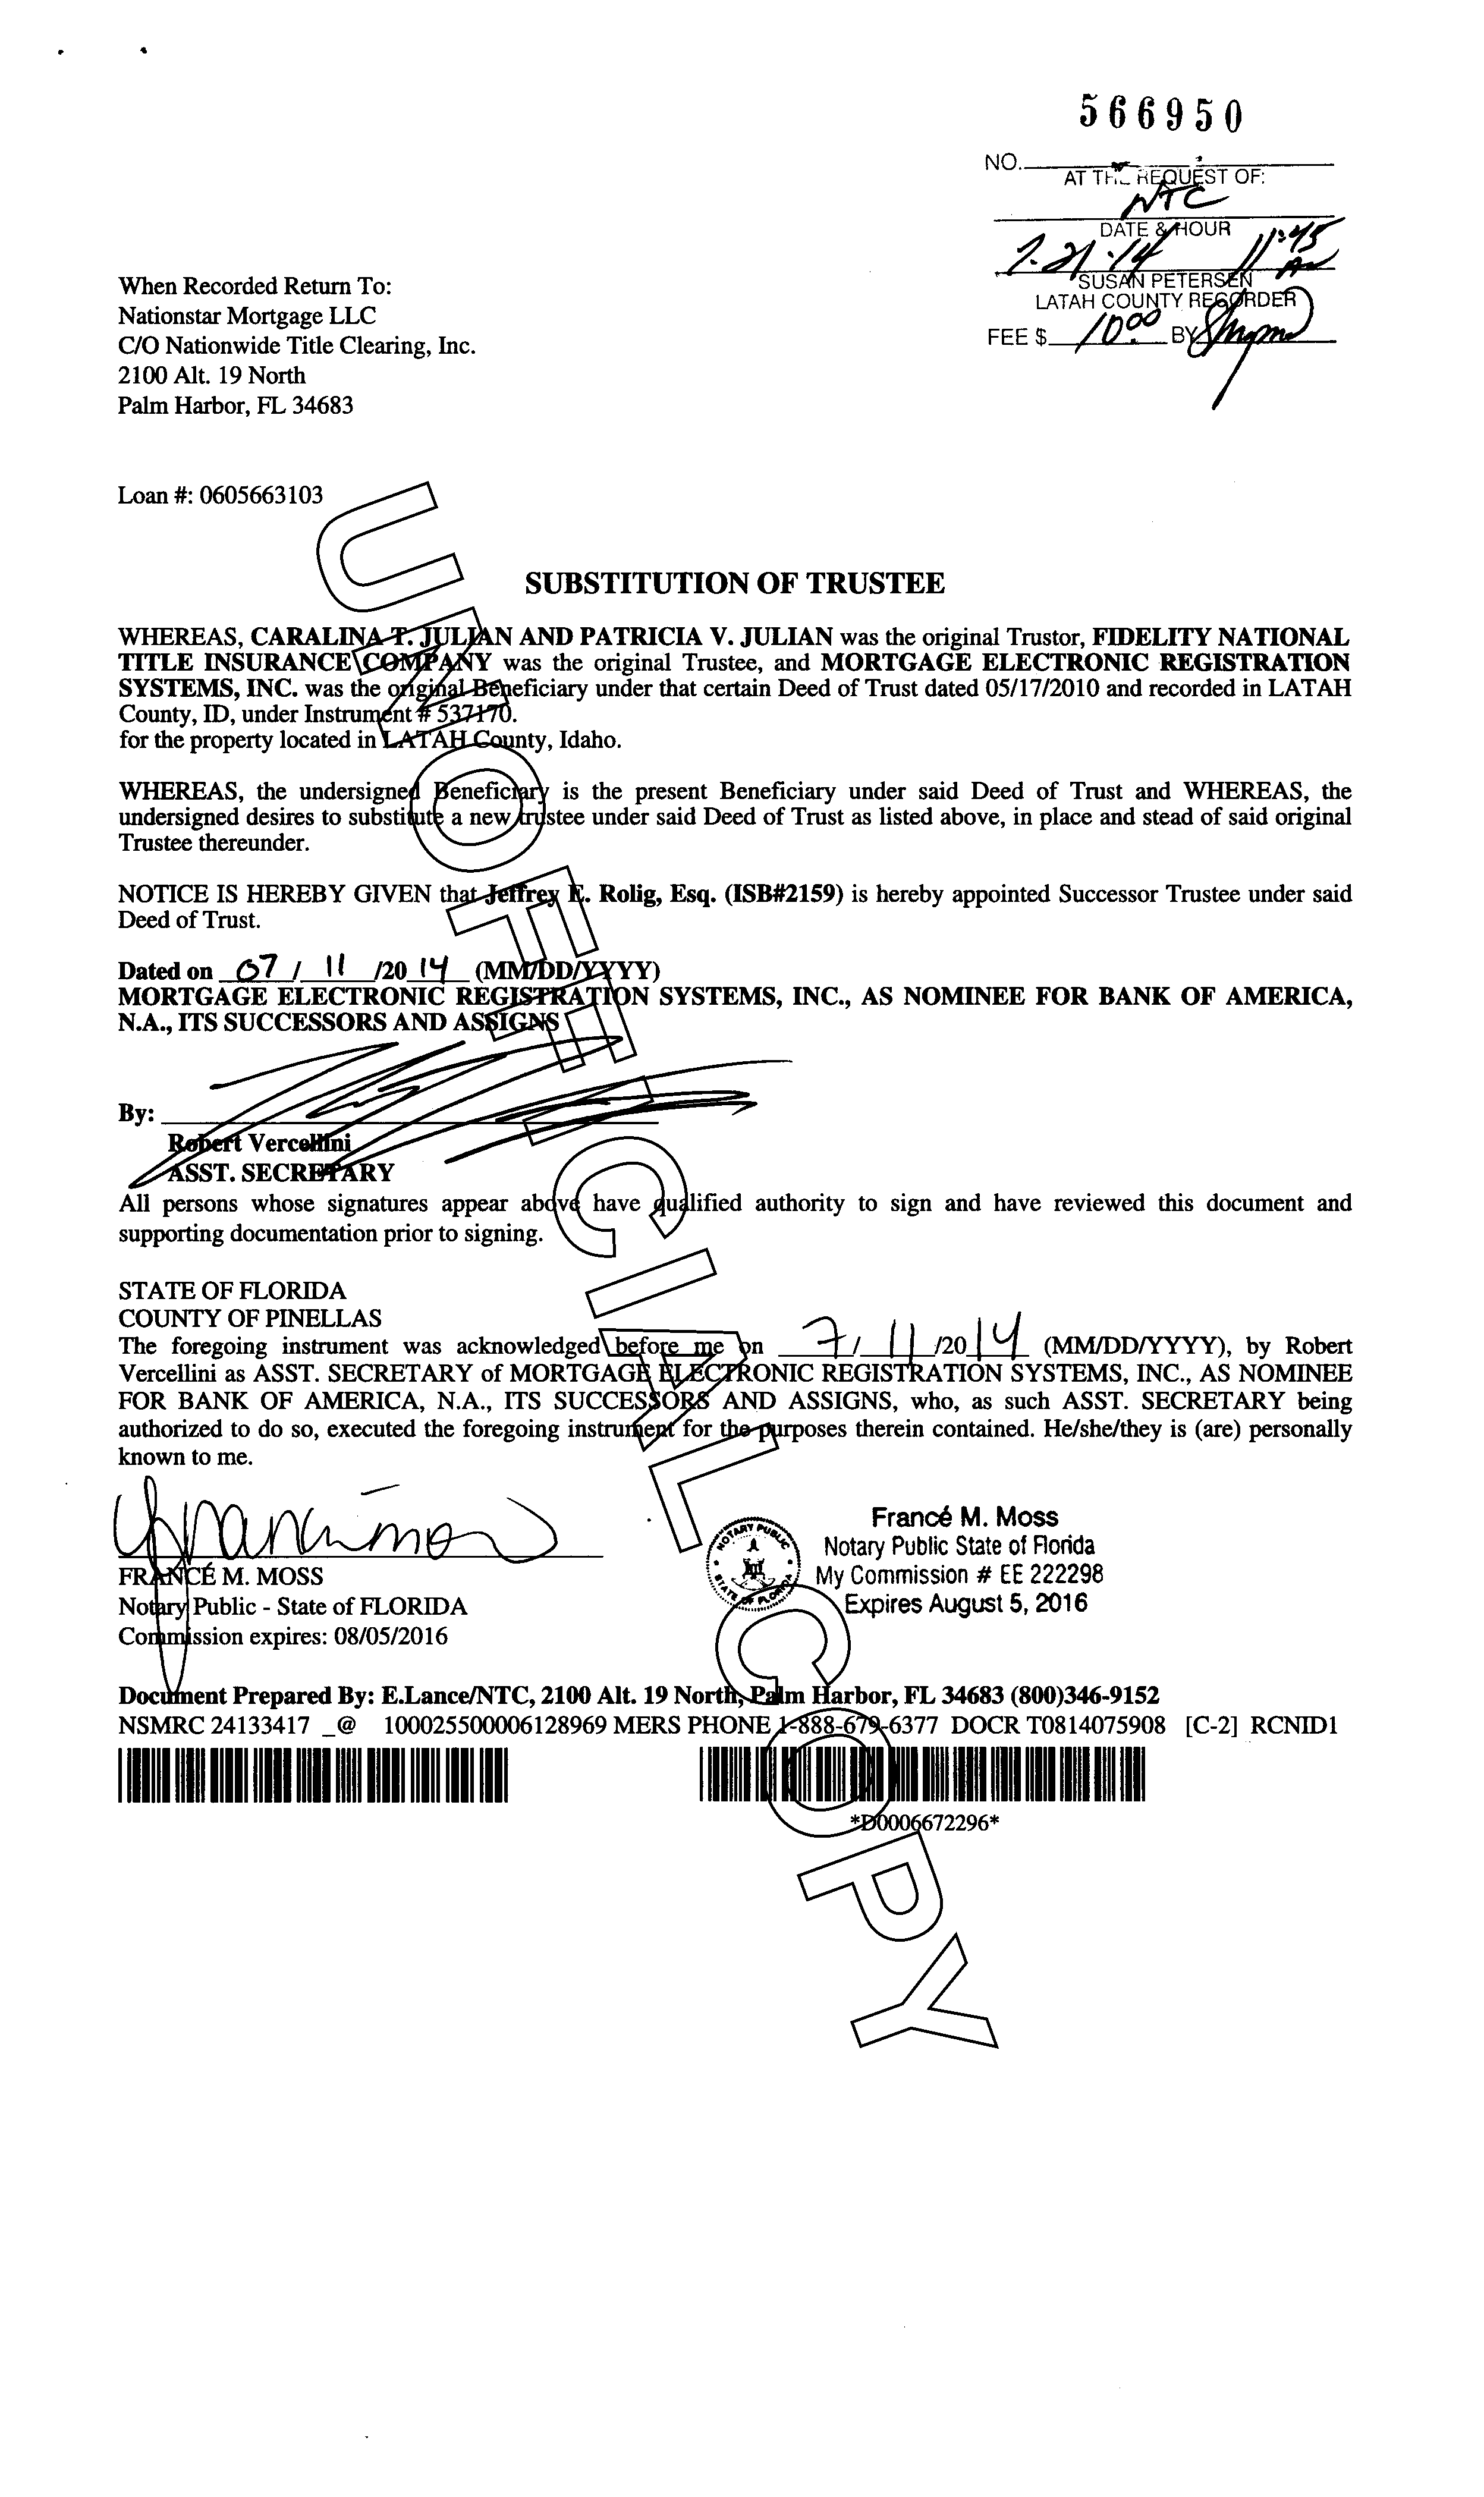 566950
NO.
AT THE REQUEST OF:
NTC
DATE & HOUR
7.21.14 11:45
SUSAN PETERSEN
LATAH COUNTY RECORDER
FEE $ 10.00 BY
When Recorded Return To:
Nationstar Mortgage LLC
C/O Nationwide Title Clearing, Inc.
2100 Alt. 19 North
Palm Harbor, FL 34683
Loan #: 0605663103
SUBSTITUTION OF TRUSTEE
WHEREAS, CARALINA T. JULIAN AND PATRICIA V. JULIAN was the original Trustor, FIDELITY NATIONAL
TITLE INSURANCE COMPANY was the original Trustee, and MORTGAGE ELECTRONIC REGISTRATION
SYSTEMS, INC. was the original Beneficiary under that certain Deed of Trust dated 05/17/2010 and recorded in LATAH
County, ID, under Instrument # 537170.
for the property located in LATAH County, Idaho.
WHEREAS, the undersigned Beneficiary is the present Beneficiary under said Deed of Trust and WHEREAS, the
undersigned desires to substitute a new trustee under said Deed of Trust as listed above, in place and stead of said original
Trustee thereunder.
NOTICE IS HEREBY GIVEN that Jeffrey E. Rolig, Esq. (ISB#2159) is hereby appointed Successor Trustee under said
Deed of Trust.
Dated on 07 / 11 /20 14 (MM/DD/YYYY)
MORTGAGE ELECTRONIC REGISTRATION SYSTEMS, INC., AS NOMINEE FOR BANK OF AMERICA,
N.A., ITS SUCCESSORS AND ASSIGNS
By:
Robert Vercellini
ASST. SECRETARY
All persons whose signatures appear above have qualified authority to sign and have reviewed this document and
supporting documentation prior to signing.
STATE OF FLORIDA
COUNTY OF PINELLAS
The foregoing instrument was acknowledged before me on 7 / 11 /20 14 (MM/DD/YYYY), by Robert
Vercellini as ASST. SECRETARY of MORTGAGE ELECTRONIC REGISTRATION SYSTEMS, INC., AS NOMINEE
FOR BANK OF AMERICA, N.A., ITS SUCCESSORS AND ASSIGNS, who, as such ASST. SECRETARY being
authorized to do so, executed the foregoing instrument for the purposes therein contained. He/she/they is (are) personally
known to me.
FRANCÉ M. MOSS
Notary Public - State of FLORIDA
Commission expires: 08/05/2016
NOTARY PUBLIC
STATE OF FLORIDA
Francé M. Moss
Notary Public State of Florida
My Commission # EE 222298
Expires August 5, 2016
Document Prepared By: E.Lance/NTC, 2100 Alt. 19 North, Palm Harbor, FL 34683 (800)346-9152
NSMRC 24133417 _@ 100025500006128969 MERS PHONE 1-888-679-6377 DOCR T0814075908 [C-2] RCNID1
*D0006672296*
UNOFFICIAL COPY